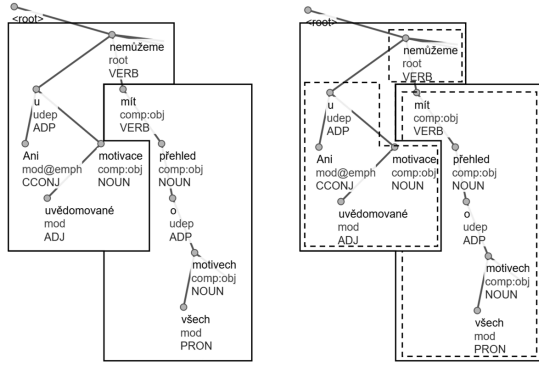 <root>
nemůžeme
root
VERB
u
udep
ADP
mít
comp:obj
VERB
Ani
mod@emph
CCONJ
motivace
comp:obj
NOUN
přehled
comp:obj
NOUN
uvědomované
mod
ADJ
o
udep
ADP
motivech
comp:obj
NOUN
všech
mod
PRON
<root>
nemůžeme
root
VERB
u
udep
ADP
mít
comp:obj
VERB
Ani
mod@emph
CCONJ
motivace
comp:obj
NOUN
přehled
comp:obj
NOUN
uvědomované
mod
ADJ
o
udep
ADP
motivech
comp:obj
NOUN
všech
mod
PRON